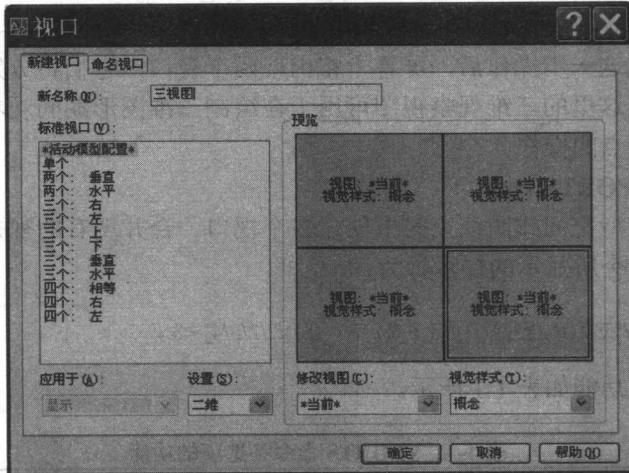 视口
新建视口 命名视口
新名称(N): 三视图
标准视口(V):
*活动模型配置*
单个
两个: 垂直
两个: 水平
三个: 右
三个: 左
三个: 上
三个: 下
三个: 垂直
三个: 水平
四个: 相等
四个: 右
四个: 左
预览
视图: *当前*
视觉样式: 概念
视图: *当前*
视觉样式: 概念
视图: *当前*
视觉样式: 概念
视图: *当前*
视觉样式: 概念
应用于(A):
显示
设置(S):
二维
修改视图(C):
*当前*
视觉样式(T):
概念
确定 取消 帮助(H)